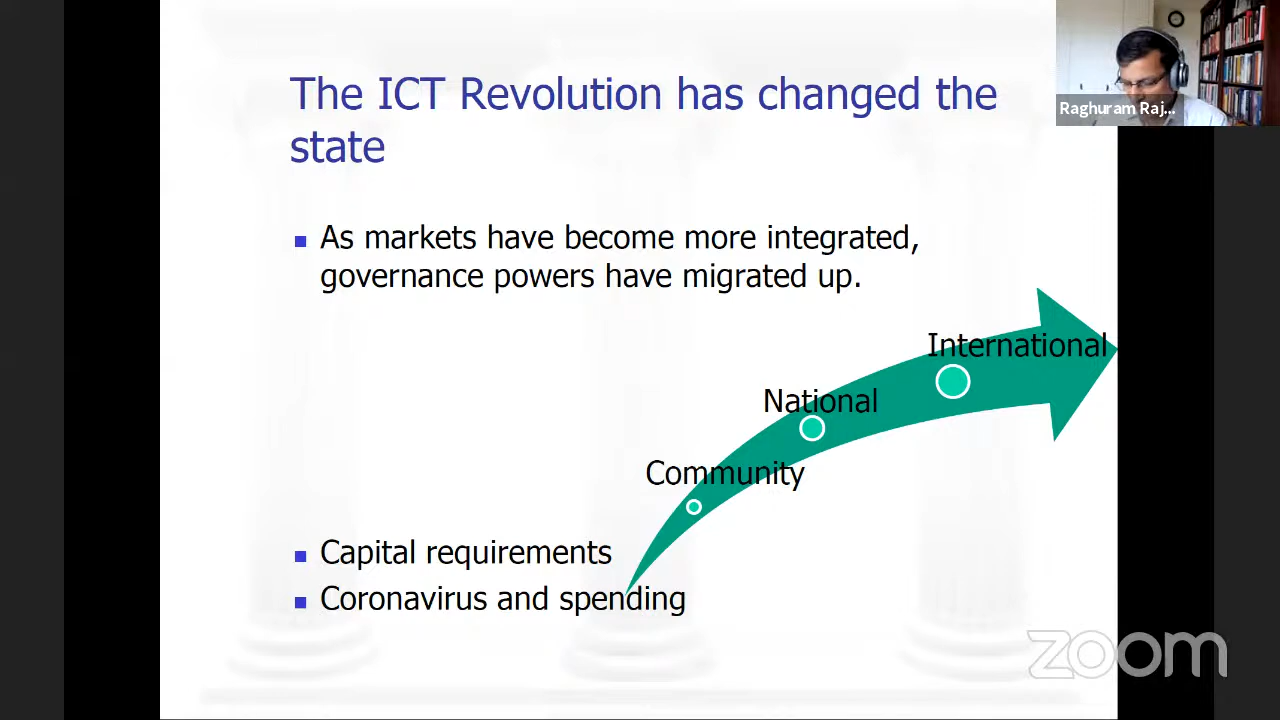 The ICT Revolution has changed the
state
Raghuram Raj...
As markets have become more integrated,
governance powers have migrated up.
International
National
Community
Capital requirements
Coronavirus and spending
zoom